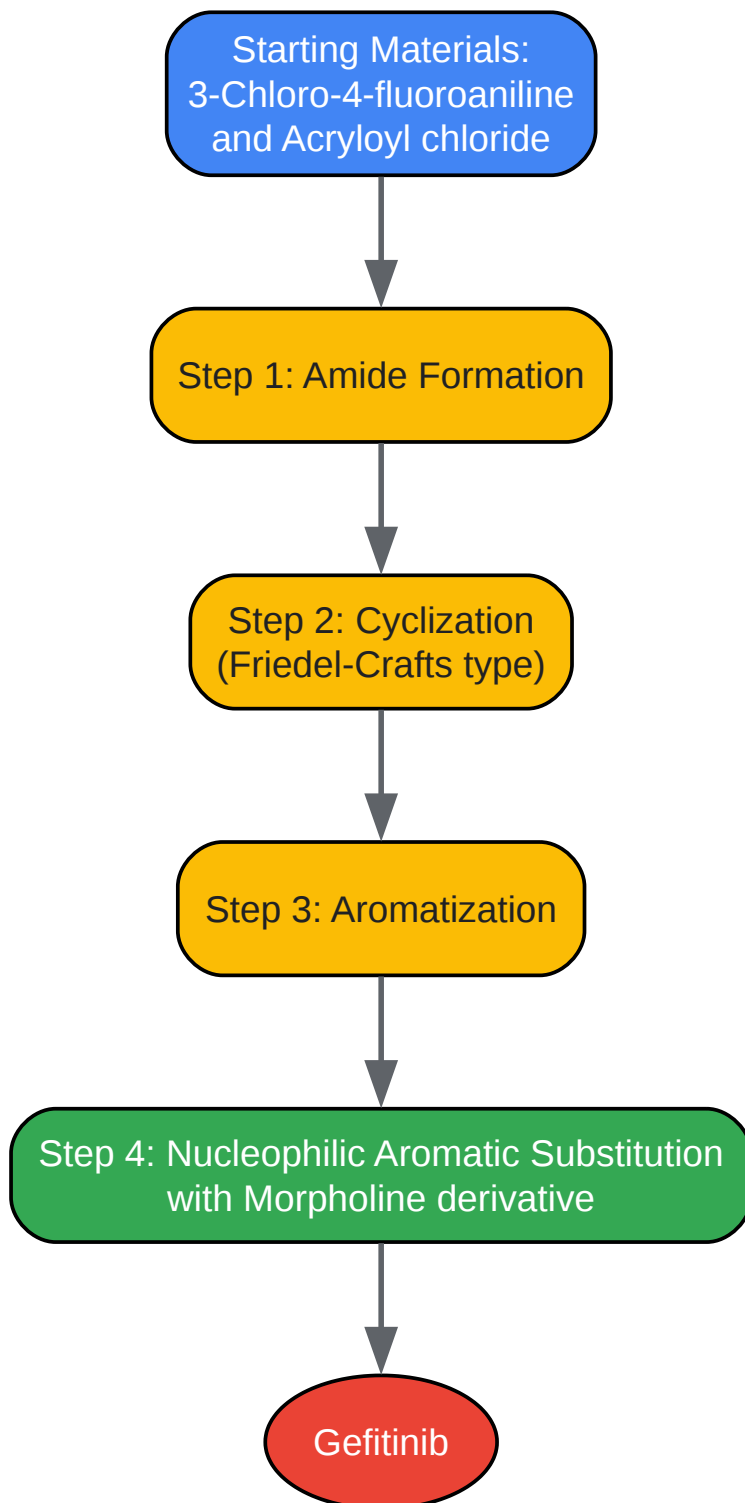 Starting Materials:
3-Chloro-4-fluoroaniline
and Acryloyl chloride
Step 1: Amide Formation
Step 2: Cyclization
(Friedel-Crafts type)
Step 3: Aromatization
Step 4: Nucleophilic Aromatic Substitution
with Morpholine derivative
Gefitinib